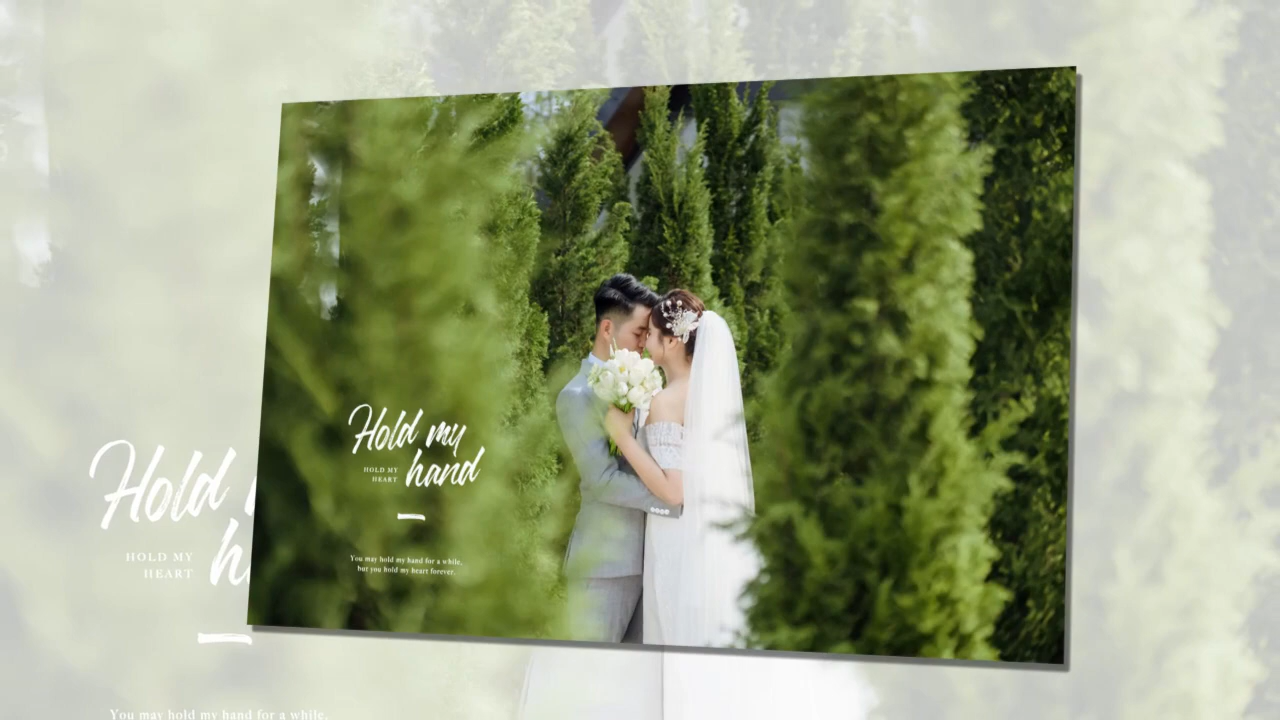 Hold my
HOLD MY
HEART
hand
You may hold my hand for a while,
but you hold my heart forever.
Hold
HOLD MY
HEART
h
You may hold my hand for a while,